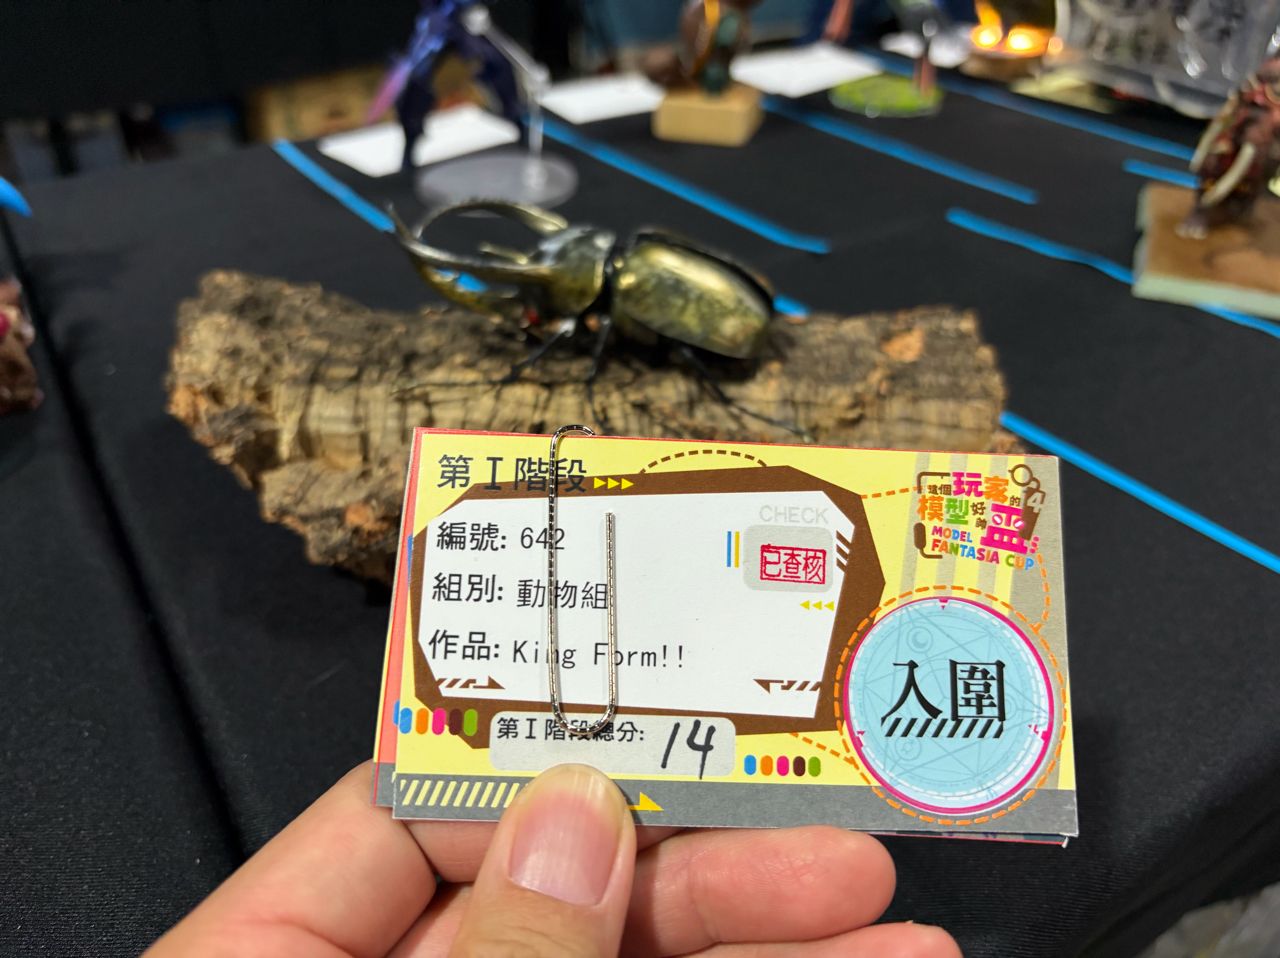 第I階段
CHECK
編號: 642
已查核
組別: 動物組
作品: King Form!!
第I階段總分: 14
這個玩家的
模型好帥盃
MODEL
FANTASIA CUP
入圍